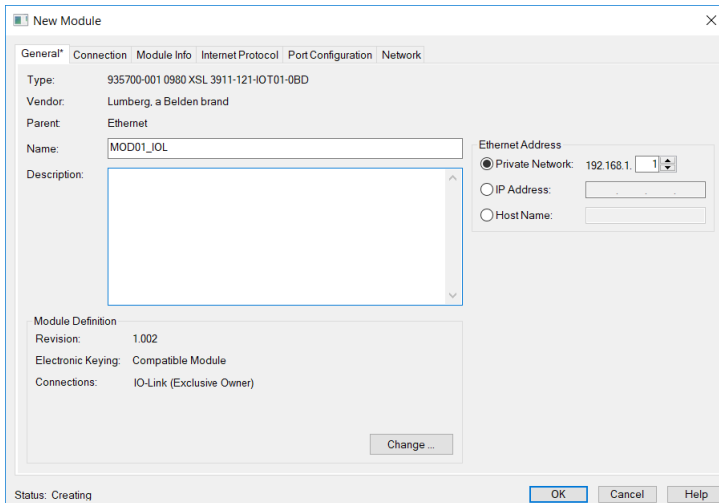 New Module
General* Connection Module Info Internet Protocol Port Configuration Network
Type: 935700-001 0980 XSL 3911-121-IOT01-0BD
Vendor: Lumberg, a Belden brand
Parent: Ethernet
Name: MOD01_IOL
Description:
Ethernet Address
Private Network: 192.168.1. 1
IP Address: . . .
Host Name:
Module Definition
Revision: 1.002
Electronic Keying: Compatible Module
Connections: IO-Link (Exclusive Owner)
Change ...
Status: Creating OK Cancel Help